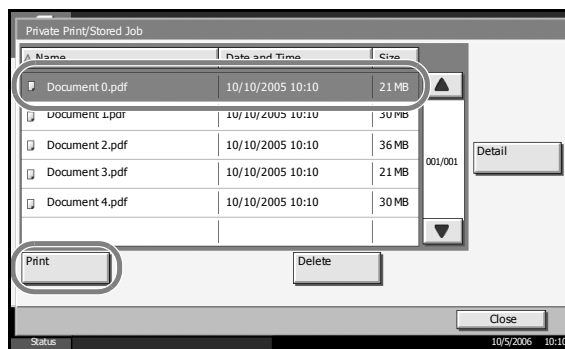 Private Print/Stored Job
Name Date and Time Size
Document 0.pdf 10/10/2005 10:10 21 MB
Document 1.pdf 10/10/2005 10:10 30 MB
Document 2.pdf 10/10/2005 10:10 36 MB
Document 3.pdf 10/10/2005 10:10 21 MB
Document 4.pdf 10/10/2005 10:10 30 MB
001/001
Detail
Print Delete
Close
Status 10/5/2006 10:10